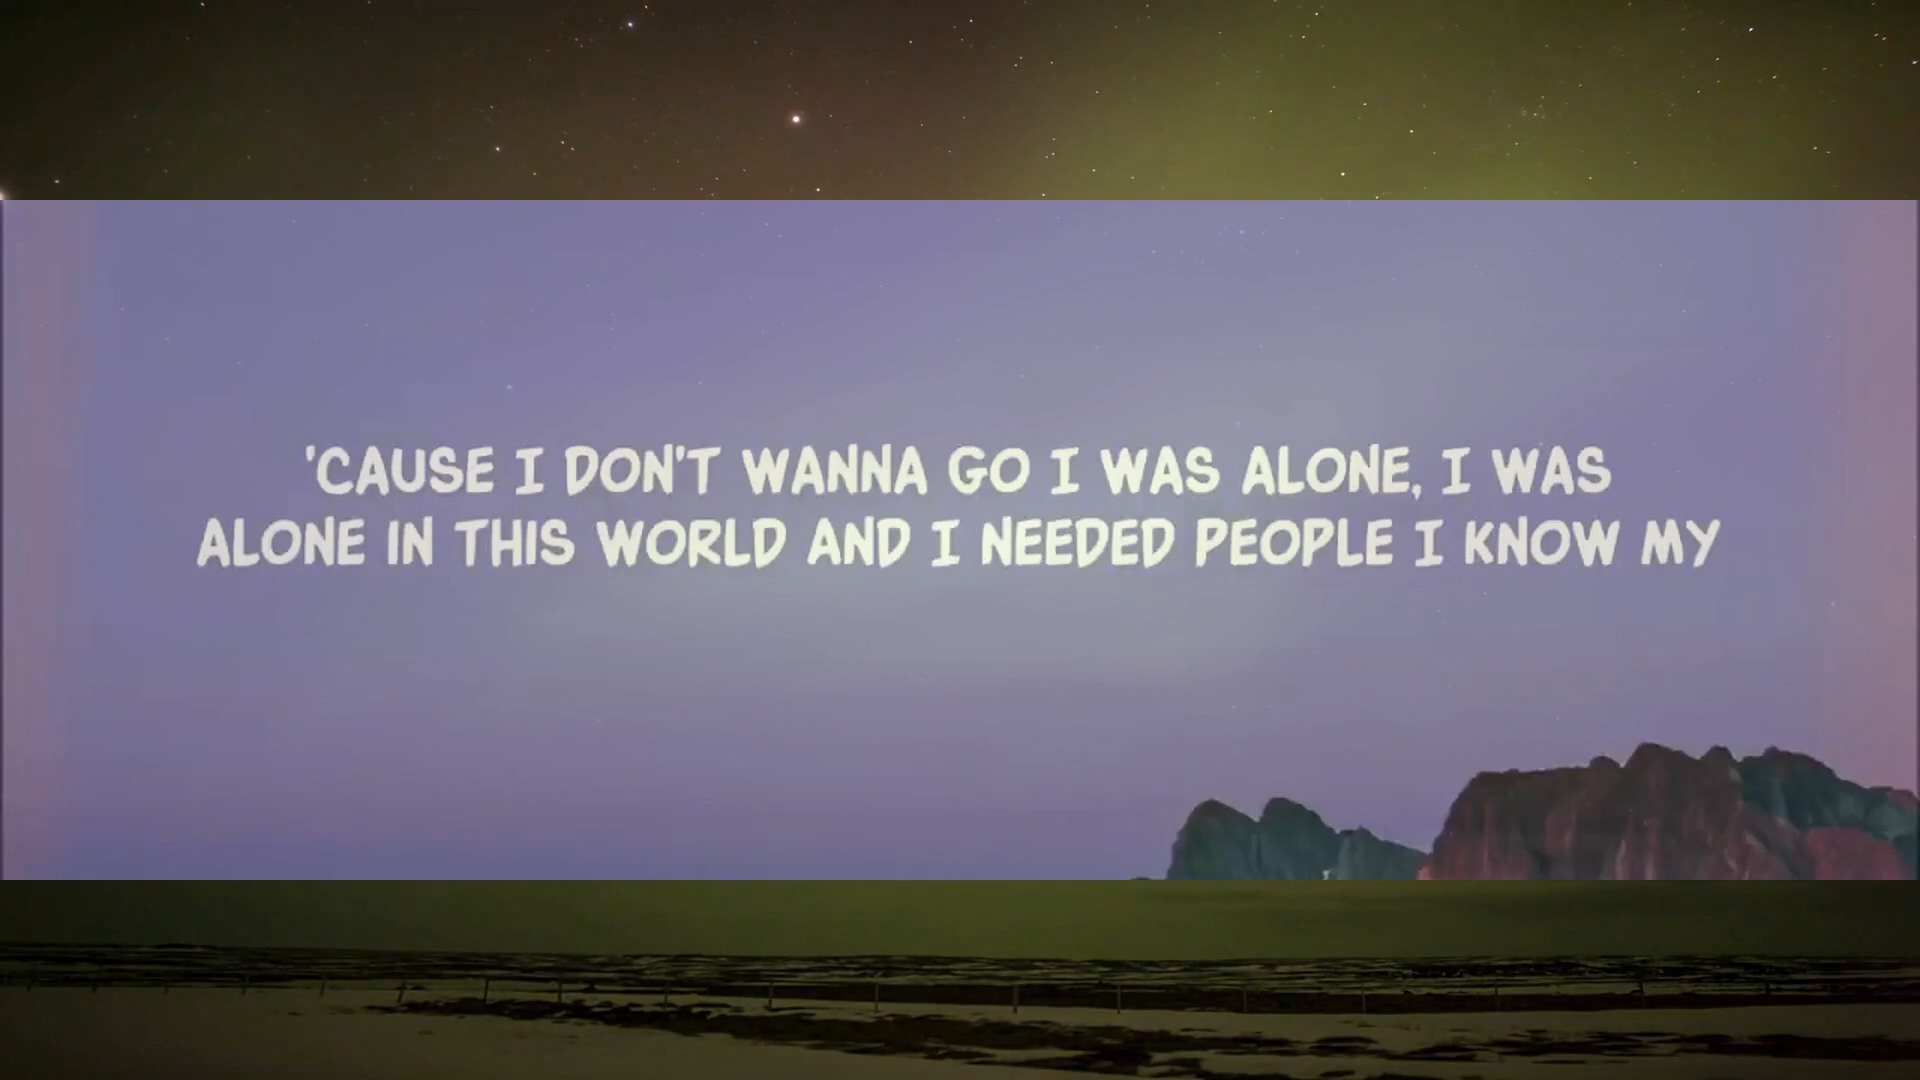 'CAUSE I DON'T WANNA GO I WAS ALONE, I WAS
ALONE IN THIS WORLD AND I NEEDED PEOPLE I KNOW MY